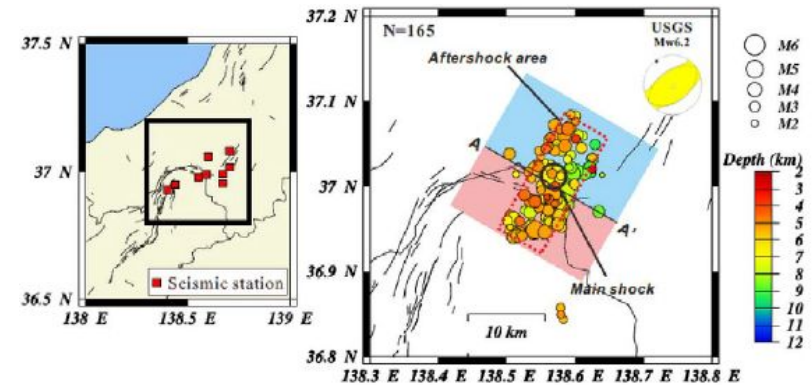 37.5 N
37 N
36.5 N
138 E
138.5 E
139 E
Seismic station
37.2 N
37.1 N
37 N
36.9 N
36.8 N
138.3 E
138.4 E
138.5 E
138.6 E
138.7 E
138.8 E
N=165
Aftershock area
A
A'
Main shock
10 km
USGS
Mw6.2
M6
M5
M4
M3
M2
Depth (km)
2
3
4
5
6
7
8
9
10
11
12